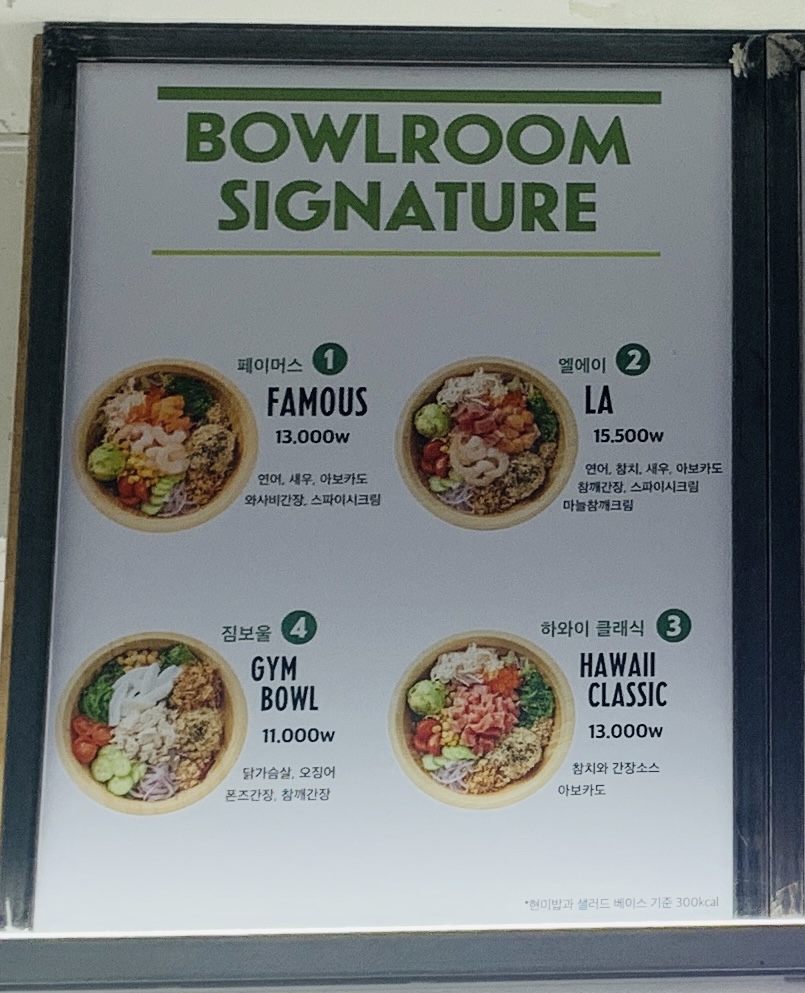 BOWLROOM
SIGNATURE
페이머스 1
FAMOUS
13.000w
연어, 새우, 아보카도
와사비간장, 스파이시크림
엘에이 2
LA
15.500w
연어, 참치, 새우, 아보카도
참깨간장, 스파이시크림
마늘참깨크림
짐보울 4
GYM
BOWL
11.000w
닭가슴살, 오징어
폰즈간장, 참깨간장
하와이 클래식 3
HAWAII
CLASSIC
13.000w
참치와 간장소스
아보카도
*현미밥과 샐러드 베이스 기준 300kcal